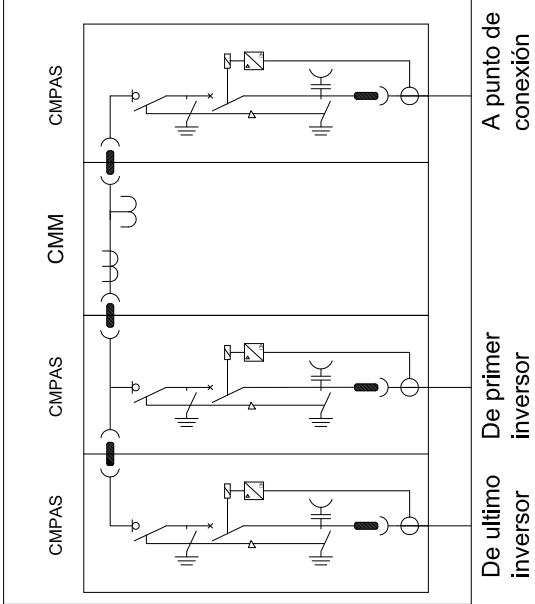 CMPAS
CMPAS
CMM
CMPAS
De ultimo
inversor
De primer
inversor
A punto de
conexión